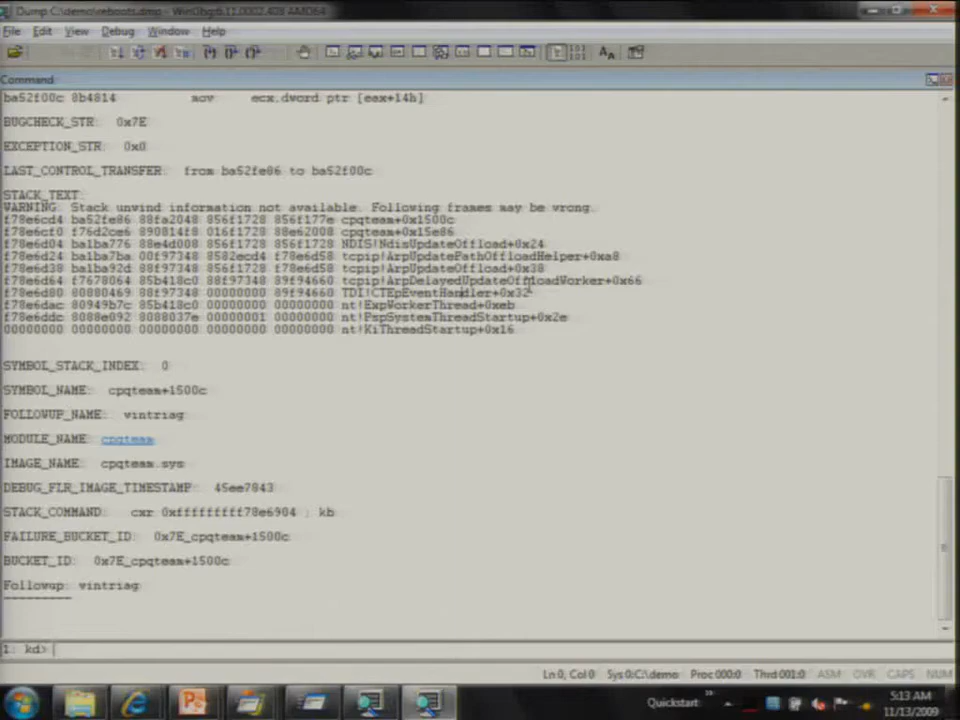 Dump C:\demo\reboots.dmp - WinDbg:6.11.0002.408 AMD64
File Edit View Debug Window Help
Command
ba52f00c 8b4814 mov ecx,dword ptr [eax+14h]
BUGCHECK_STR: 0x7E
EXCEPTION_STR: 0x0
LAST_CONTROL_TRANSFER: from ba52fe86 to ba52f00c
STACK_TEXT:
WARNING: Stack unwind information not available. Following frames may be wrong.
f78e6cd4 ba52fe86 88fa2048 856f1728 856f177e cpqteam+0x1500c
f78e6cf0 f76d2ce6 890814f8 016f1728 88e62008 cpqteam+0x15e86
f78e6d04 ba1ba776 88e4d008 856f1728 856f1728 NDIS!NdisUpdateOffload+0x24
f78e6d24 ba1ba7ba 00f97348 8582ecd4 f78e6d58 tcpip!ArpUpdatePathOffloadHelper+0xa8
f78e6d38 ba1ba92d 88f97348 856f1728 f78e6d58 tcpip!ArpUpdateOffload+0x38
f78e6d64 f7678064 85b418c0 88f97348 89f94660 tcpip!ArpDelayedUpdateOffloadWorker+0x66
f78e6d80 80880469 88f97348 00000000 89f94660 TDI!CTEpEventHandler+0x32
f78e6dac 80949b7c 85b418c0 00000000 00000000 nt!ExpWorkerThread+0xeb
f78e6ddc 8088e092 8088037e 00000001 00000000 nt!PspSystemThreadStartup+0x2e
00000000 00000000 00000000 00000000 00000000 nt!KiThreadStartup+0x16
SYMBOL_STACK_INDEX: 0
SYMBOL_NAME: cpqteam+1500c
FOLLOWUP_NAME: wintriag
MODULE_NAME: cpqteam
IMAGE_NAME: cpqteam.sys
DEBUG_FLR_IMAGE_TIMESTAMP: 45ee7843
STACK_COMMAND: .cxr 0xfffffffff78e6904 ; kb
FAILURE_BUCKET_ID: 0x7E_cpqteam+1500c
BUCKET_ID: 0x7E_cpqteam+1500c
Followup: wintriag
---------
1: kd>
Ln 0, Col 0 Sys 0:C:\demo Proc 000:0 Thrd 001:0 ASM OVR CAPS NUM
Quickstart 5:13 AM
11/13/2009